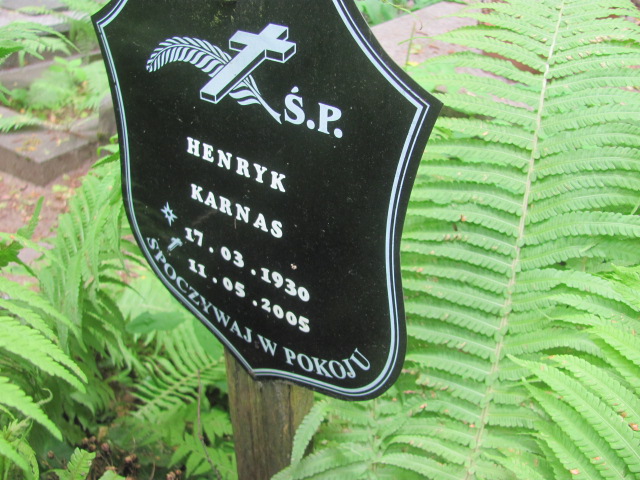 Ś.P.
HENRYK
KARNAS
17.03.1930
11.05.2005
SPOCZYWAJ W POKOJU